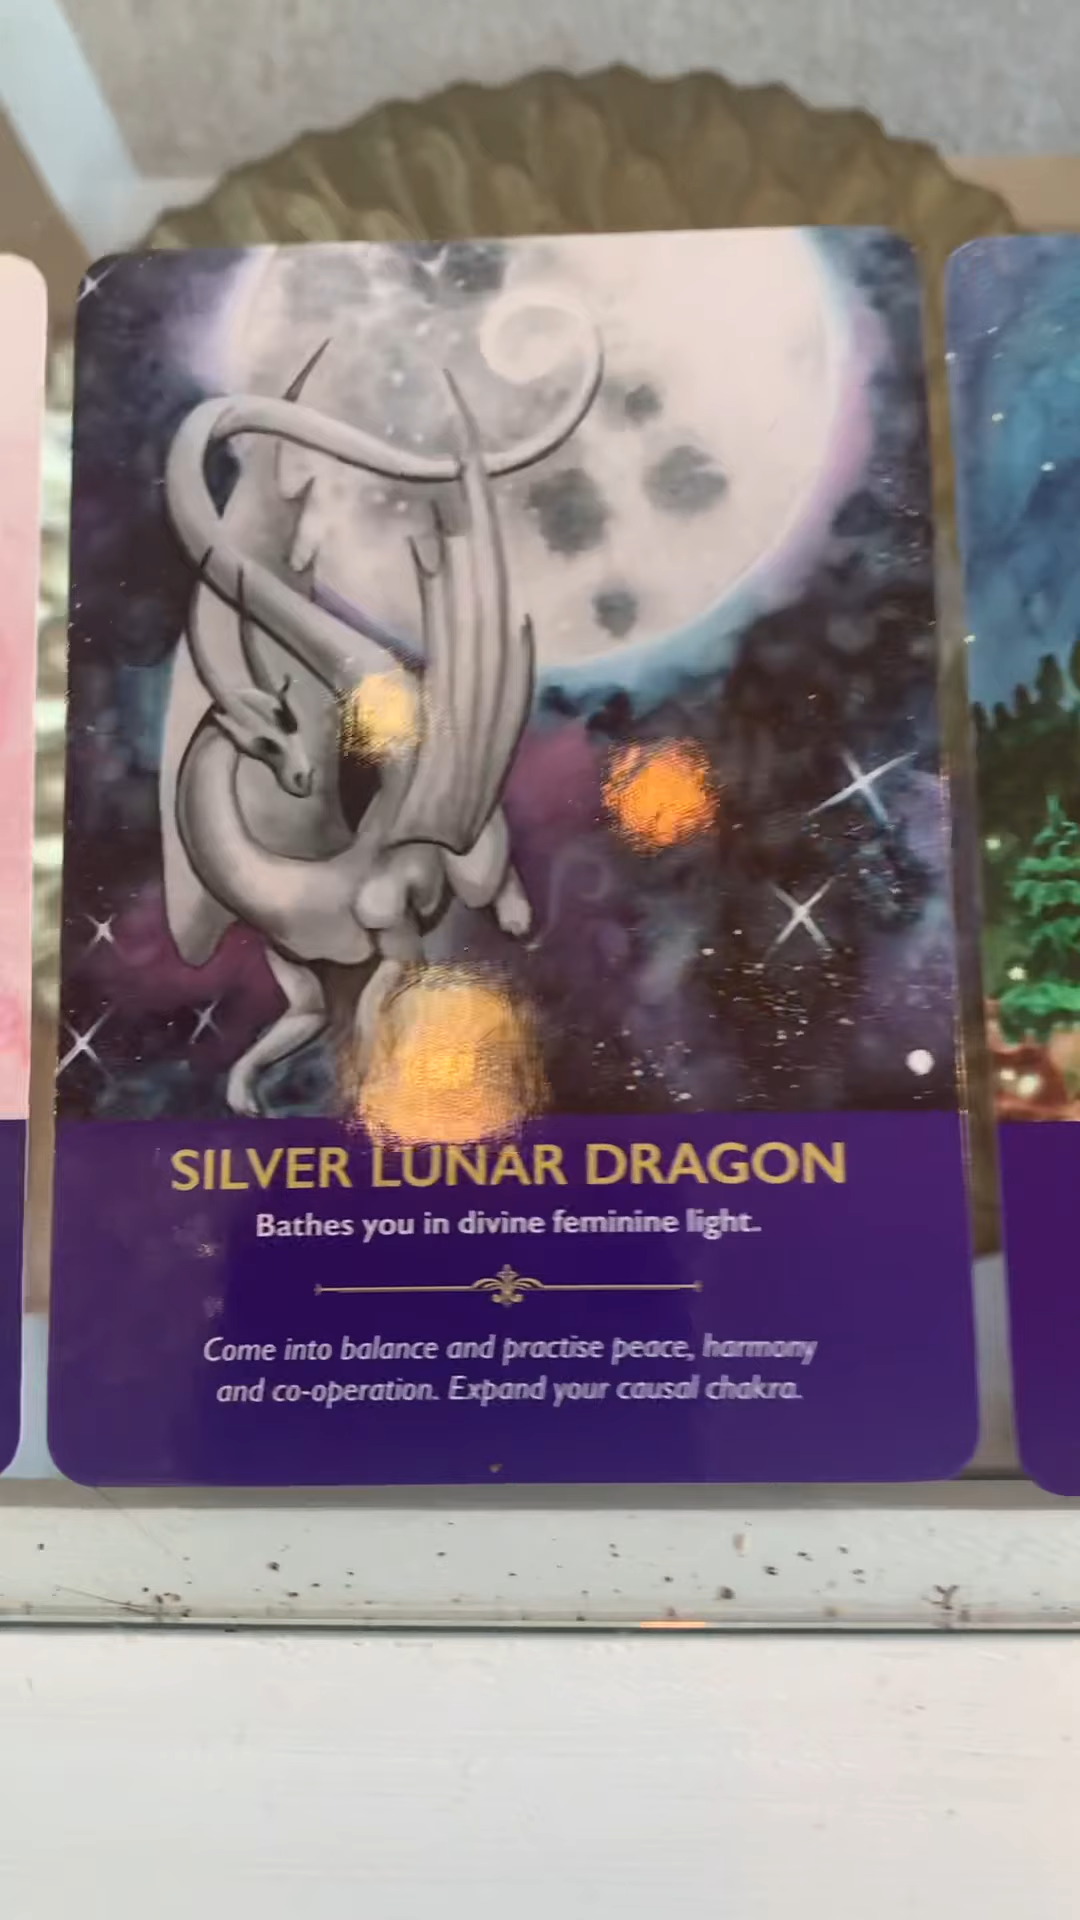 SILVER LUNAR DRAGON
Bathes you in divine feminine light.
Come into balance and practise peace, harmony
and co-operation. Expand your causal chakra.